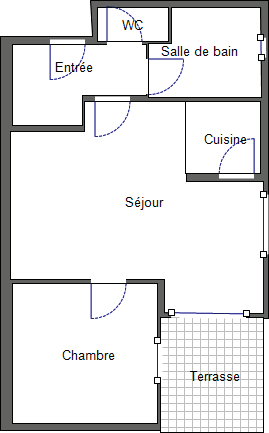 WC
Salle de bain
Entrée
Cuisine
Séjour
Chambre
Terrasse